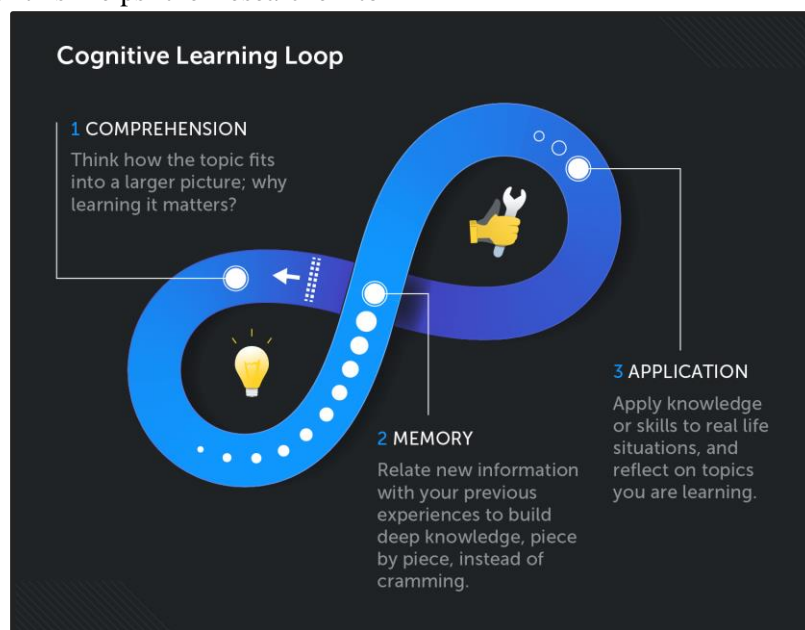 Cognitive Learning Loop
1 COMPREHENSION
Think how the topic fits
into a larger picture; why
learning it matters?
2 MEMORY
Relate new information
with your previous
experiences to build
deep knowledge, piece
by piece, instead of
cramming.
3 APPLICATION
Apply knowledge
or skills to real life
situations, and
reflect on topics
you are learning.